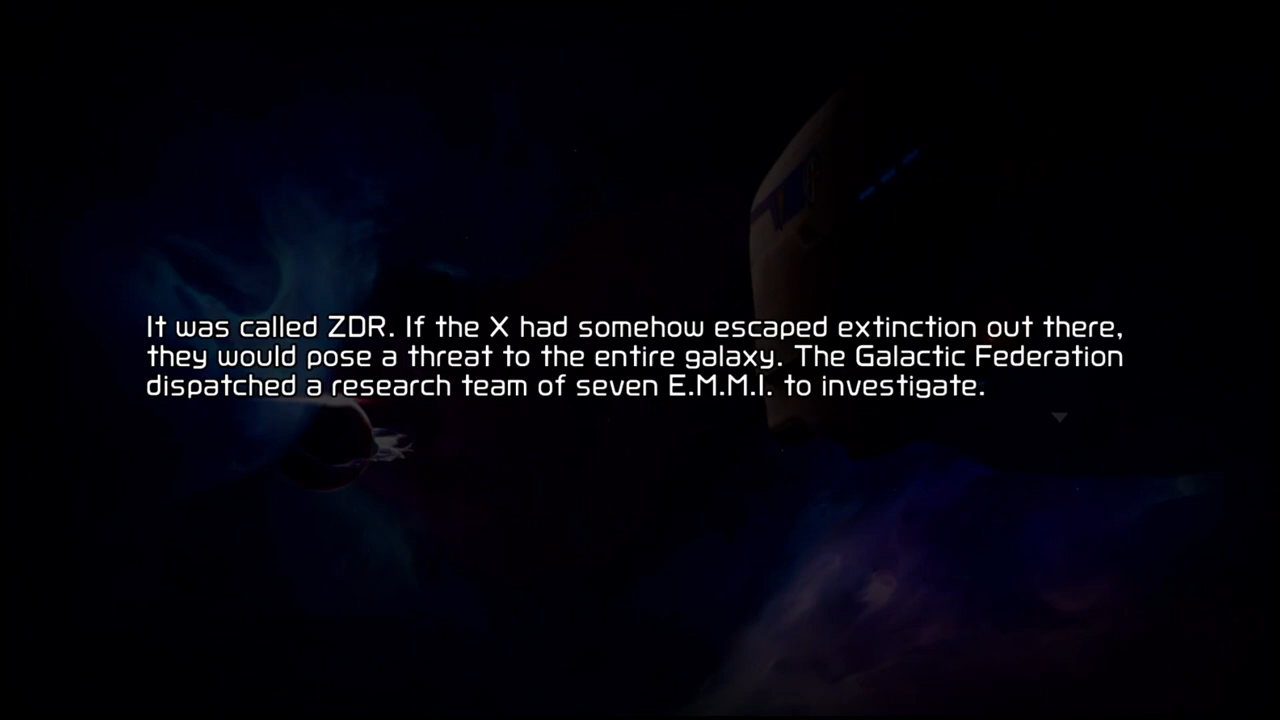 It was called ZDR. If the X had somehow escaped extinction out there,
they would pose a threat to the entire galaxy. The Galactic Federation
dispatched a research team of seven E.M.M.I. to investigate.